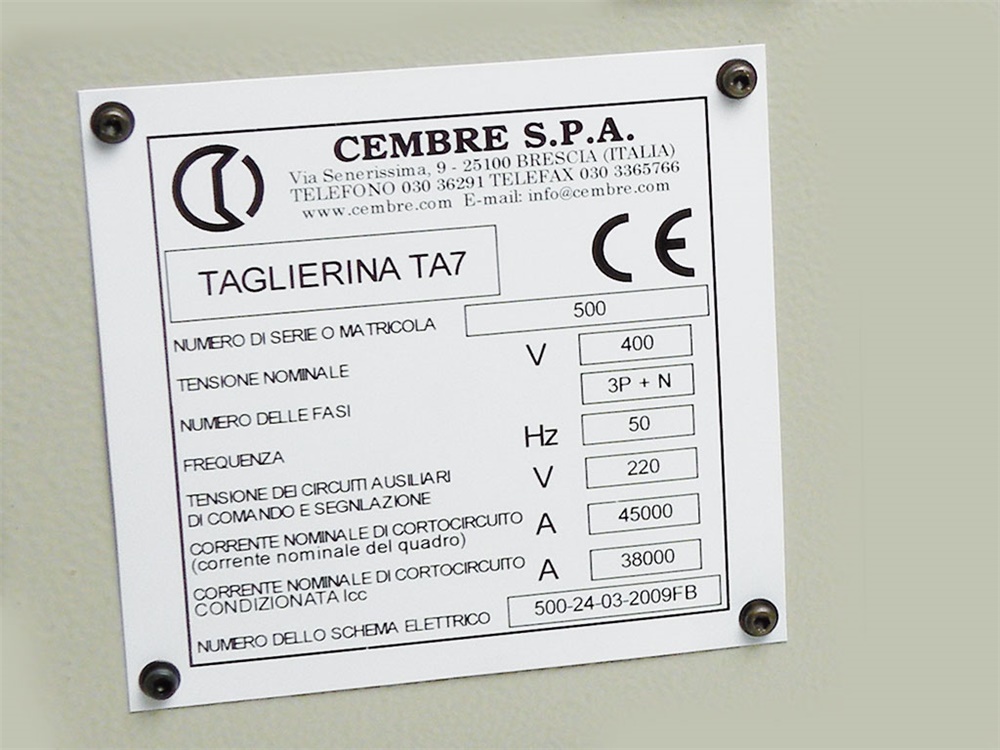 CEMBRE S.P.A.
Via Senerissima, 9 - 25100 BRESCIA (ITALIA)
TELEFONO 030 36291 TELEFAX 030 3365766
www.cembre.com E-mail: info@cembre.com
CE
TAGLIERINA TA7
NUMERO DI SERIE O MATRICOLA 500
TENSIONE NOMINALE V 400
NUMERO DELLE FASI 3P + N
FREQUENZA Hz 50
TENSIONE DEI CIRCUITI AUSILIARI
DI COMANDO E SEGNLAZIONE V 220
CORRENTE NOMINALE DI CORTOCIRCUITO A 45000
(corrente nominale del quadro)
CORRENTE NOMINALE DI CORTOCIRCUITO A 38000
CONDIZIONATA Icc
NUMERO DELLO SCHEMA ELETTRICO 500-24-03-2009FB